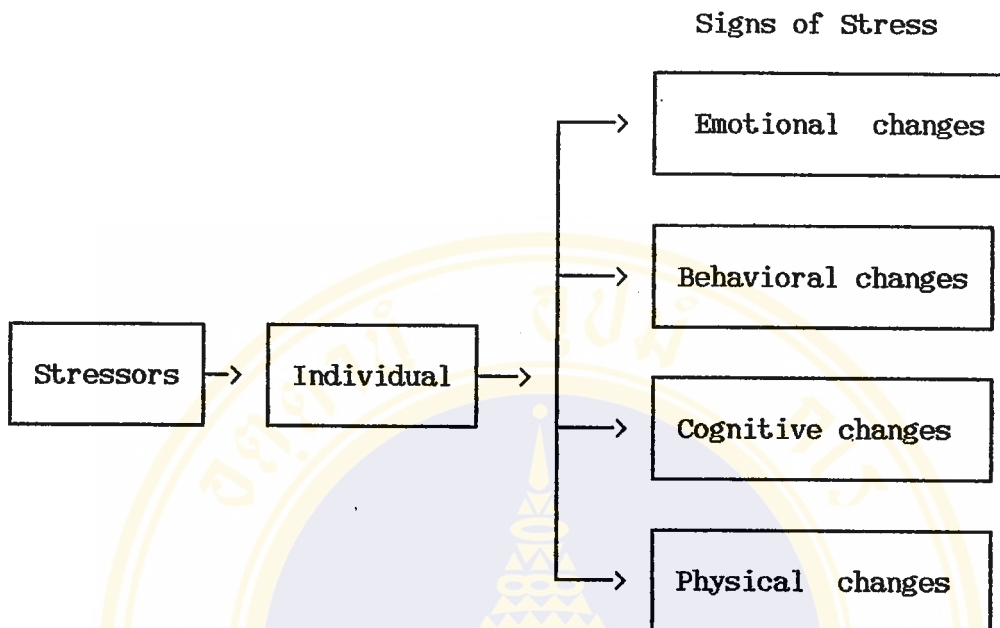 Signs of Stress
Emotional changes
Behavioral changes
Stressors
Individual
Cognitive changes
Physical changes